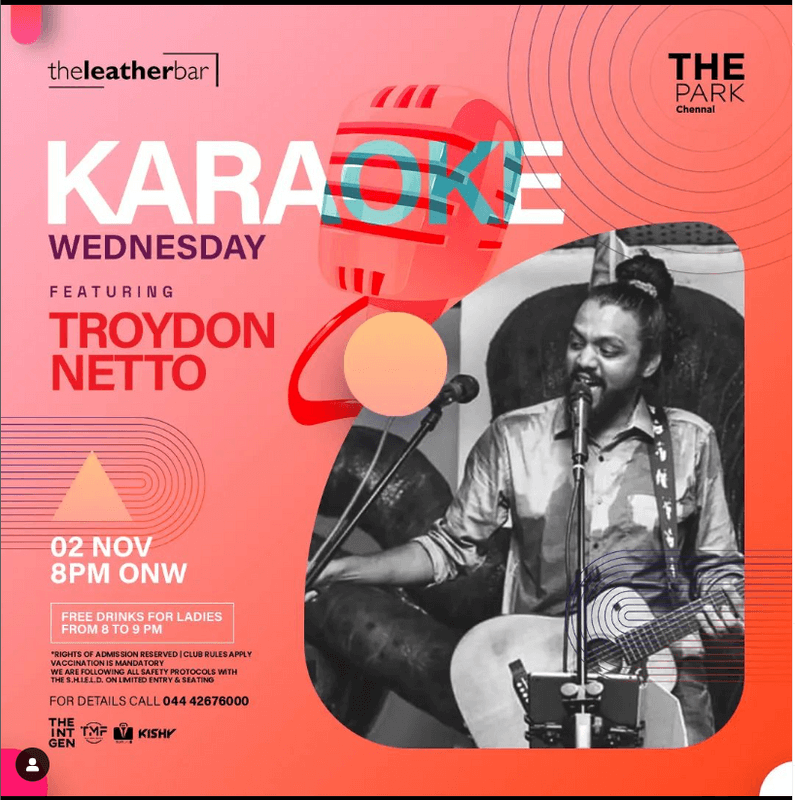 theleatherbar
THE
PARK
Chennai
KARAOKE
WEDNESDAY
FEATURING
TROYDON
NETTO
02 NOV
8PM ONW
FREE DRINKS FOR LADIES
FROM 8 TO 9 PM
*RIGHTS OF ADMISSION RESERVED | CLUB RULES APPLY
VACCINATION IS MANDATORY
WE ARE FOLLOWING ALL SAFETY PROTOCOLS WITH
THE S.H.I.E.L.D. ON LIMITED ENTRY & SEATING
FOR DETAILS CALL 044 42676000
THE
INT
GEN
TMF
KISHY